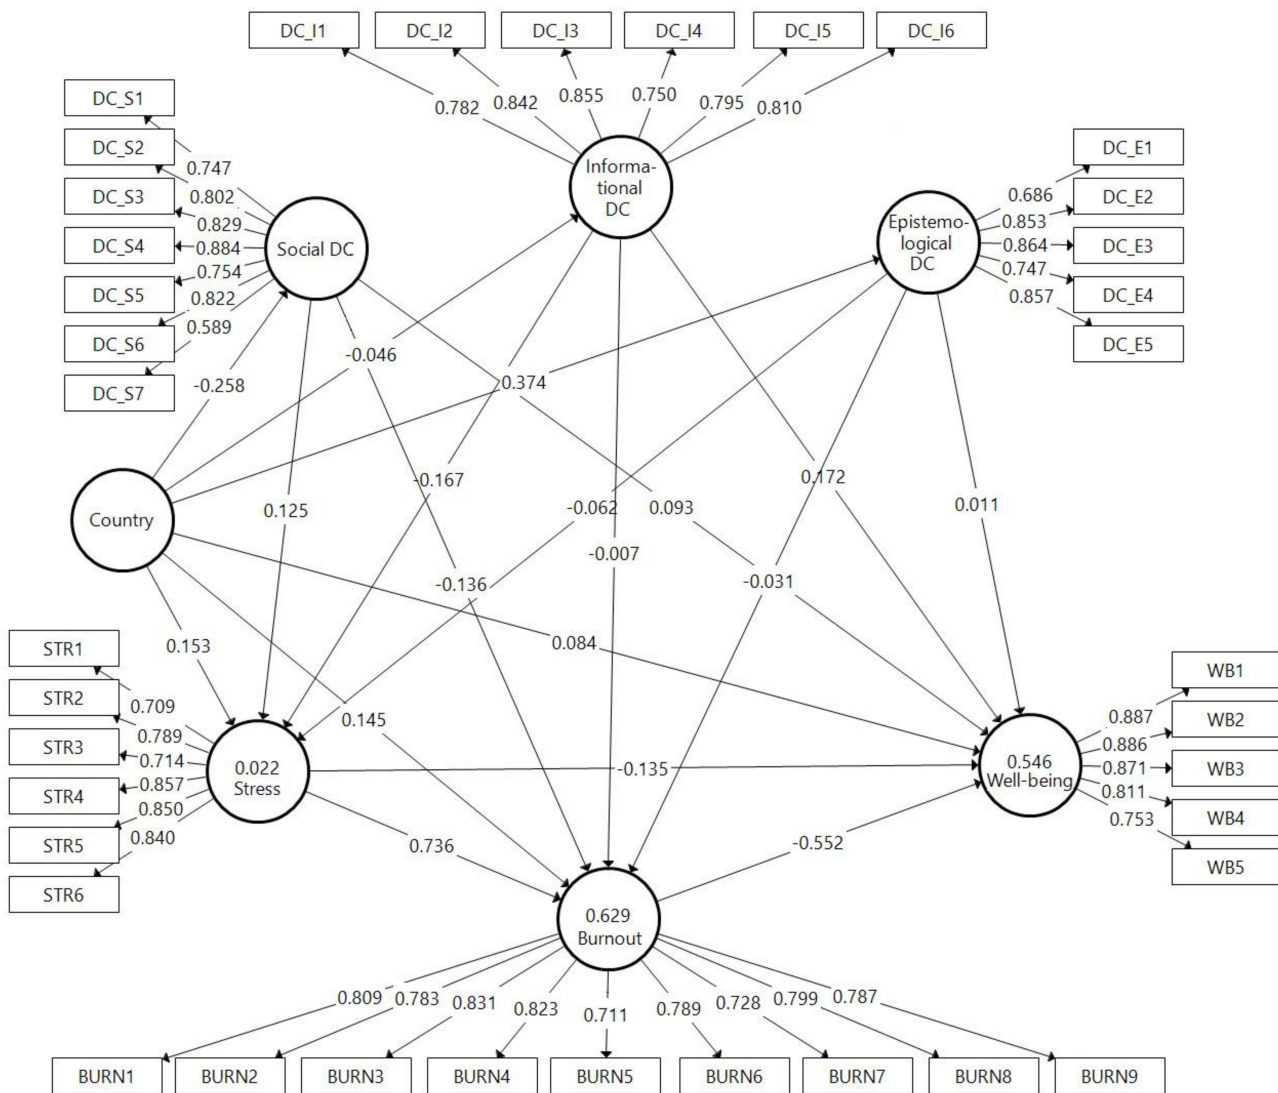 DC_I1
DC_I2
DC_I3
DC_I4
DC_I5
DC_I6
0.782
0.842
0.855
0.750
0.795
0.810
Informa-
tional
DC
DC_S1
DC_S2
DC_S3
DC_S4
DC_S5
DC_S6
DC_S7
0.747
0.802
0.829
0.884
0.754
0.822
0.589
Social DC
DC_E1
DC_E2
DC_E3
DC_E4
DC_E5
0.686
0.853
0.864
0.747
0.857
Epistemo-
logical
DC
-0.258
-0.046
0.374
-0.167
0.125
-0.062
0.093
0.172
0.011
-0.007
Country
-0.136
-0.031
0.153
0.084
0.145
STR1
STR2
STR3
STR4
STR5
STR6
0.709
0.789
0.714
0.857
0.850
0.840
0.022
Stress
-0.135
0.736
-0.552
0.546
Well-being
0.887
0.886
0.871
0.811
0.753
WB1
WB2
WB3
WB4
WB5
0.629
Burnout
0.809
0.783
0.831
0.823
0.711
0.789
0.728
0.799
0.787
BURN1
BURN2
BURN3
BURN4
BURN5
BURN6
BURN7
BURN8
BURN9